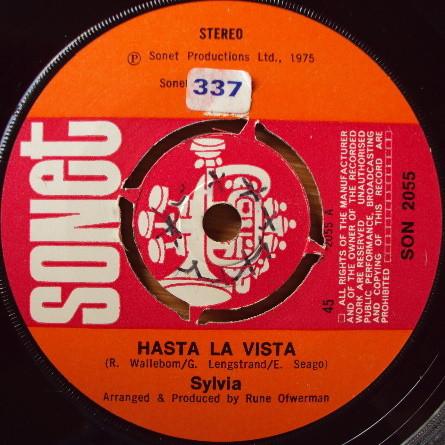 STEREO
Ⓟ Sonet Productions Ltd., 1975
Sonet
337
sonet
ALL RIGHTS OF THE MANUFACTURER
AND OF THE OWNER OF THE RECORDED
WORK ARE RESERVED. UNAUTHORISED
PUBLIC PERFORMANCE, BROADCASTING
AND COPYING OF THIS RECORD ARE
PROHIBITED
SON 2055
45
2055 A
HASTA LA VISTA
(R. Wallebom/G. Lengstrand/E. Seago)
Sylvia
Arranged & Produced by Rune Ofwerman